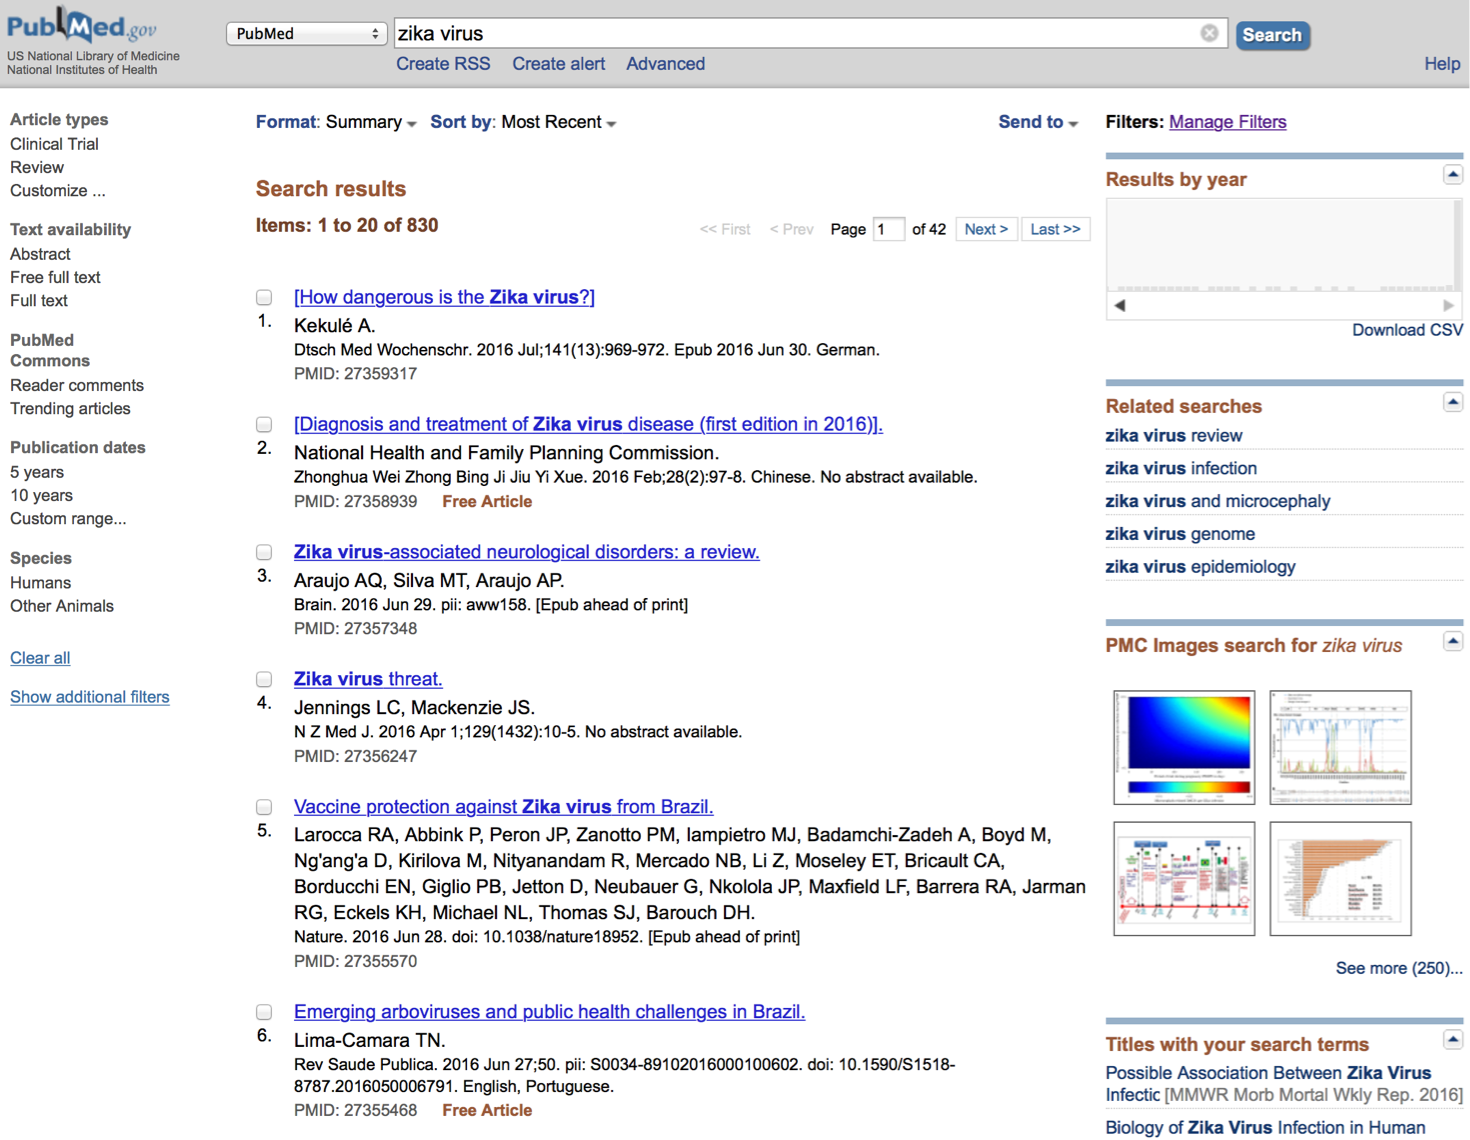 PubMed.gov
US National Library of Medicine
National Institutes of Health
PubMed
zika virus
Search
Create RSS Create alert Advanced
Help
Article types
Clinical Trial
Review
Customize ...
Text availability
Abstract
Free full text
Full text
PubMed
Commons
Reader comments
Trending articles
Publication dates
5 years
10 years
Custom range...
Species
Humans
Other Animals
Clear all
Show additional filters
Format: Summary Sort by: Most Recent
Send to
Search results
Items: 1 to 20 of 830
<< First < Prev Page 1 of 42 Next > Last >>
[How dangerous is the Zika virus?]
1. Kekulé A.
Dtsch Med Wochenschr. 2016 Jul;141(13):969-972. Epub 2016 Jun 30. German.
PMID: 27359317
[Diagnosis and treatment of Zika virus disease (first edition in 2016)].
2. National Health and Family Planning Commission.
Zhonghua Wei Zhong Bing Ji Jiu Yi Xue. 2016 Feb;28(2):97-8. Chinese. No abstract available.
PMID: 27358939 Free Article
Zika virus-associated neurological disorders: a review.
3. Araujo AQ, Silva MT, Araujo AP.
Brain. 2016 Jun 29. pii: aww158. [Epub ahead of print]
PMID: 27357348
Zika virus threat.
4. Jennings LC, Mackenzie JS.
N Z Med J. 2016 Apr 1;129(1432):10-5. No abstract available.
PMID: 27356247
Vaccine protection against Zika virus from Brazil.
5. Larocca RA, Abbink P, Peron JP, Zanotto PM, Iampietro MJ, Badamchi-Zadeh A, Boyd M,
Ng'ang'a D, Kirilova M, Nityanandam R, Mercado NB, Li Z, Moseley ET, Bricault CA,
Borducchi EN, Giglio PB, Jetton D, Neubauer G, Nkolola JP, Maxfield LF, Barrera RA, Jarman
RG, Eckels KH, Michael NL, Thomas SJ, Barouch DH.
Nature. 2016 Jun 28. doi: 10.1038/nature18952. [Epub ahead of print]
PMID: 27355570
Emerging arboviruses and public health challenges in Brazil.
6. Lima-Camara TN.
Rev Saude Publica. 2016 Jun 27;50. pii: S0034-89102016000100602. doi: 10.1590/S1518-
8787.2016050006791. English, Portuguese.
PMID: 27355468 Free Article
Filters: Manage Filters
Results by year
Download CSV
Related searches
zika virus review
zika virus infection
zika virus and microcephaly
zika virus genome
zika virus epidemiology
PMC Images search for zika virus
See more (250)...
Titles with your search terms
Possible Association Between Zika Virus
Infectic [MMWR Morb Mortal Wkly Rep. 2016]
Biology of Zika Virus Infection in Human